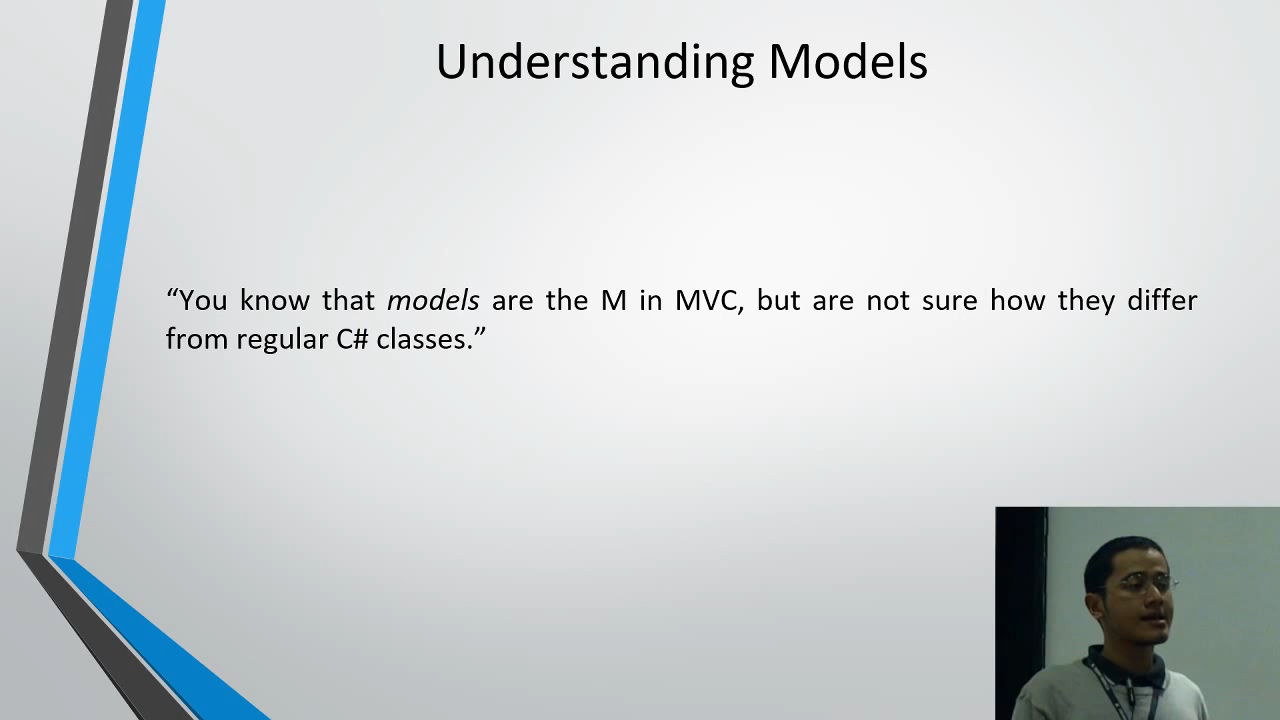 Understanding Models
“You know that models are the M in MVC, but are not sure how they differ
from regular C# classes.”